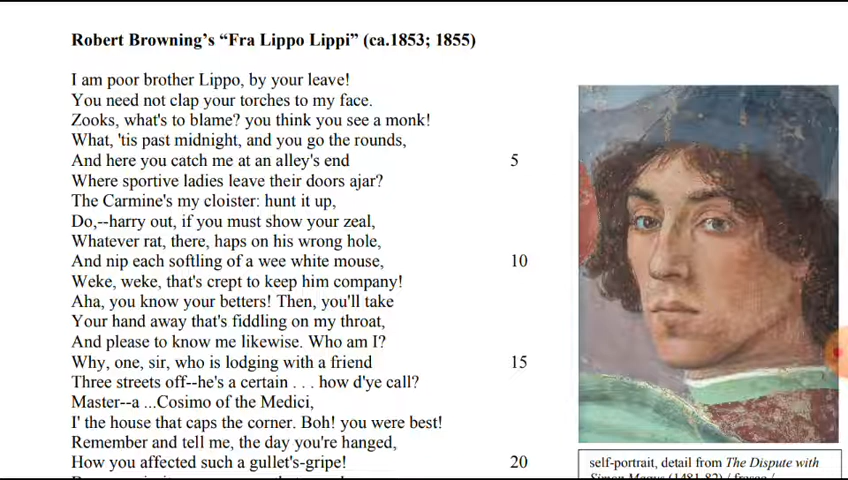 Robert Browning’s “Fra Lippo Lippi” (ca.1853; 1855)
I am poor brother Lippo, by your leave!
You need not clap your torches to my face.
Zooks, what's to blame? you think you see a monk!
What, 'tis past midnight, and you go the rounds,
And here you catch me at an alley's end 5
Where sportive ladies leave their doors ajar?
The Carmine's my cloister: hunt it up,
Do,--harry out, if you must show your zeal,
Whatever rat, there, haps on his wrong hole,
And nip each softling of a wee white mouse, 10
Weke, weke, that's crept to keep him company!
Aha, you know your betters! Then, you'll take
Your hand away that's fiddling on my throat,
And please to know me likewise. Who am I?
Why, one, sir, who is lodging with a friend 15
Three streets off--he's a certain . . . how d'ye call?
Master--a ...Cosimo of the Medici,
I' the house that caps the corner. Boh! you were best!
Remember and tell me, the day you're hanged,
How you affected such a gullet's-gripe! 20
self-portrait, detail from The Dispute with
Simon Magus (1481-82) / fresco /